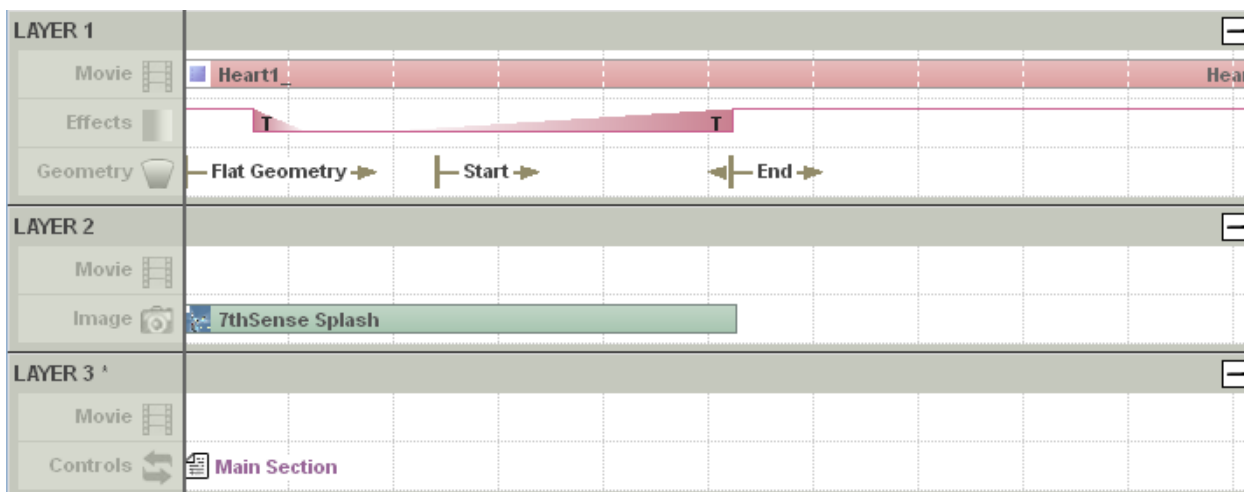 LAYER 1
Movie Heart1_ Hear
Effects T T
Geometry Flat Geometry Start End
LAYER 2
Movie
Image 7thSense Splash
LAYER 3 *
Movie
Controls Main Section